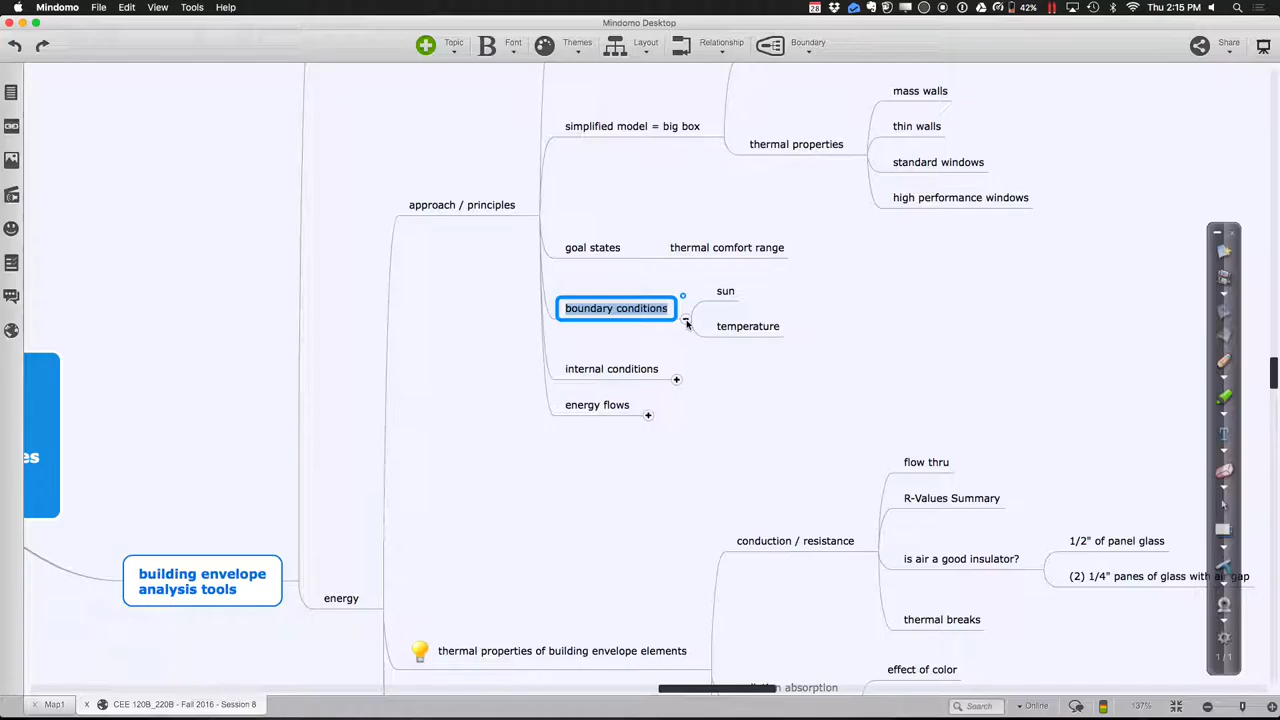 Mindomo File Edit View Tools Help
28 42% Thu 2:15 PM
Mindomo Desktop
Topic
Font
Themes
Layout
Relationship
Boundary
Share
mass walls
simplified model = big box
thin walls
thermal properties
standard windows
high performance windows
approach / principles
goal states
thermal comfort range
sun
boundary conditions
temperature
internal conditions
energy flows
es
flow thru
R-Values Summary
conduction / resistance
1/2" of panel glass
is air a good insulator?
(2) 1/4" panes of glass with air gap
building envelope
analysis tools
energy
thermal breaks
thermal properties of building envelope elements
1/1
effect of color
absorption
Map1
CEE 120B_220B - Fall 2016 - Session 8
Search
Online
137%